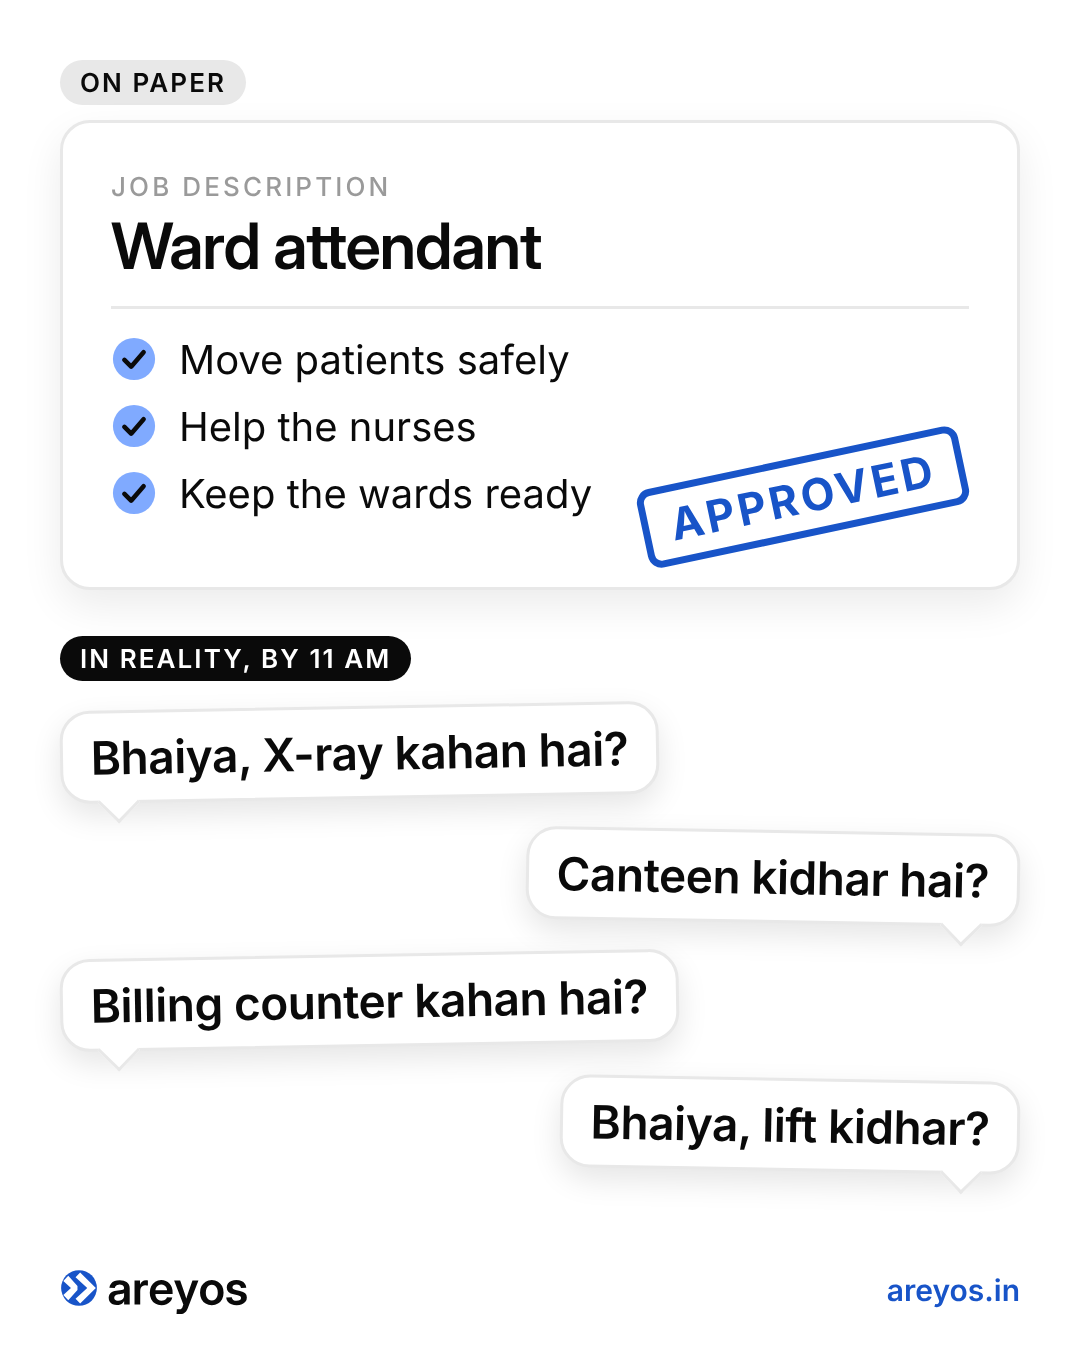 ON PAPER
JOB DESCRIPTION
Ward attendant
Move patients safely
Help the nurses
Keep the wards ready
APPROVED
IN REALITY, BY 11 AM
Bhaiya, X-ray kahan hai?
Canteen kidhar hai?
Billing counter kahan hai?
Bhaiya, lift kidhar?
areyos
areyos.in